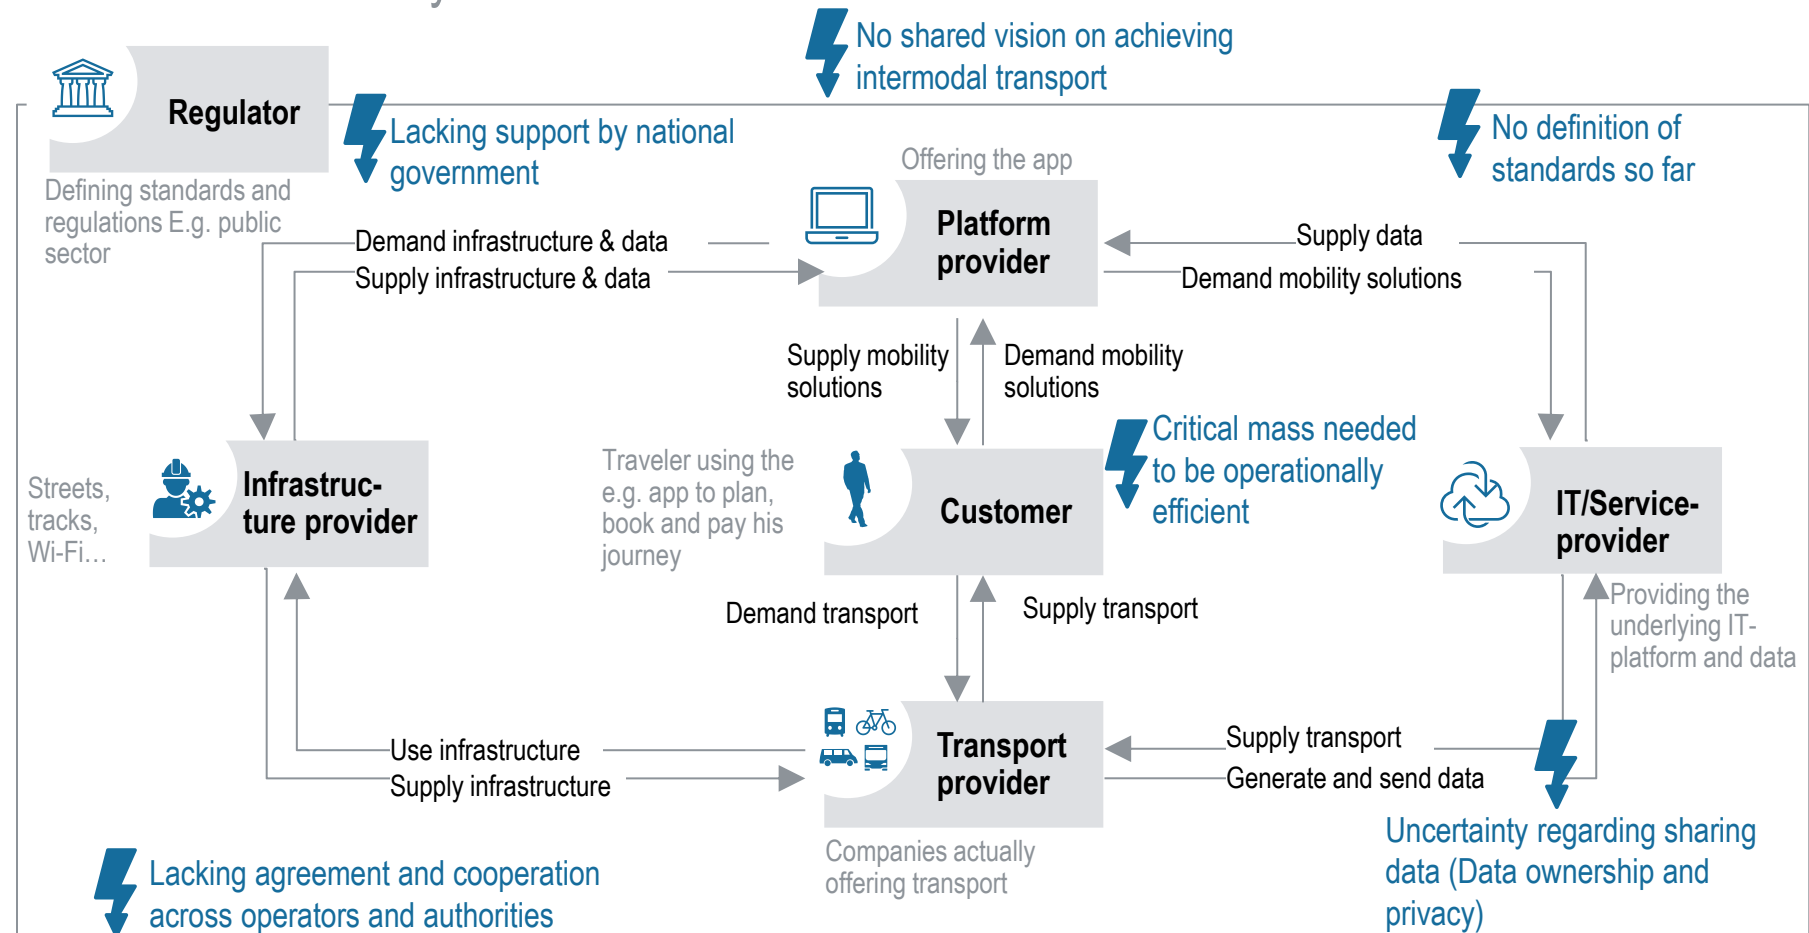 No shared vision on achieving
intermodal transport
Regulator
Lacking support by national
government
No definition of
standards so far
Defining standards and
regulations E.g. public
sector
Offering the app
Platform
provider
Demand infrastructure & data
Supply infrastructure & data
Supply data
Demand mobility solutions
Supply mobility
solutions
Demand mobility
solutions
Streets,
tracks,
Wi-Fi…
Infrastruc-
ture provider
Traveler using the
e.g. app to plan,
book and pay his
journey
Customer
Critical mass needed
to be operationally
efficient
IT/Service-
provider
Providing the
underlying IT-
platform and data
Demand transport
Supply transport
Use infrastructure
Supply infrastructure
Transport
provider
Supply transport
Generate and send data
Companies actually
offering transport
Lacking agreement and cooperation
across operators and authorities
Uncertainty regarding sharing
data (Data ownership and
privacy)